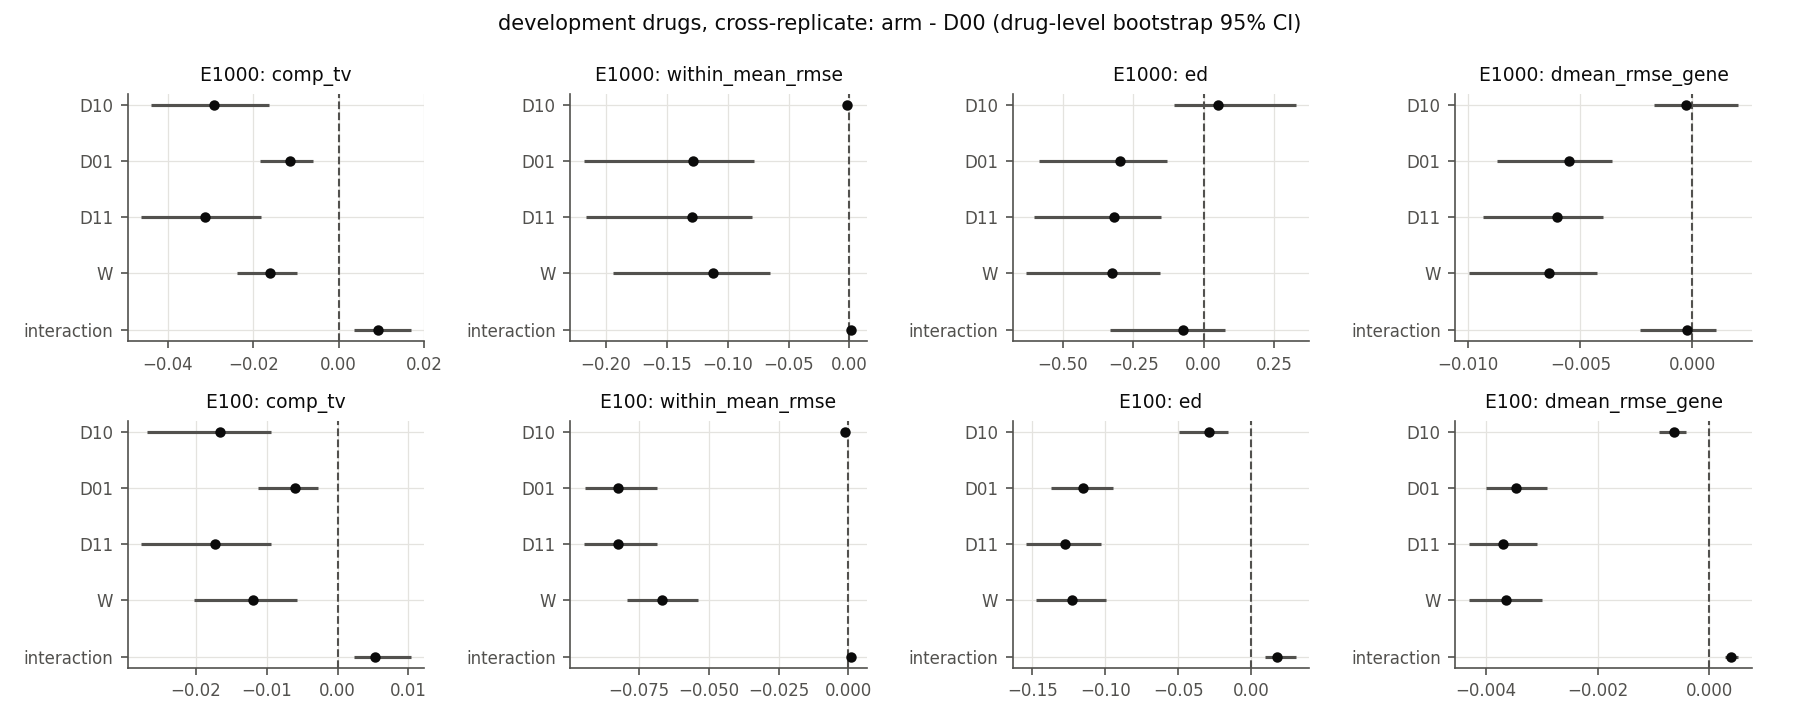 development drugs, cross-replicate: arm - D00 (drug-level bootstrap 95% CI)
E1000: comp_tv
D10
D01
D11
W
interaction
−0.04 −0.02 0.00 0.02
E1000: within_mean_rmse
D10
D01
D11
W
interaction
−0.20 −0.15 −0.10 −0.05 0.00
E1000: ed
D10
D01
D11
W
interaction
−0.50 −0.25 0.00 0.25
E1000: dmean_rmse_gene
D10
D01
D11
W
interaction
−0.010 −0.005 0.000
E100: comp_tv
D10
D01
D11
W
interaction
−0.02 −0.01 0.00 0.01
E100: within_mean_rmse
D10
D01
D11
W
interaction
−0.075 −0.050 −0.025 0.000
E100: ed
D10
D01
D11
W
interaction
−0.15 −0.10 −0.05 0.00
E100: dmean_rmse_gene
D10
D01
D11
W
interaction
−0.004 −0.002 0.000